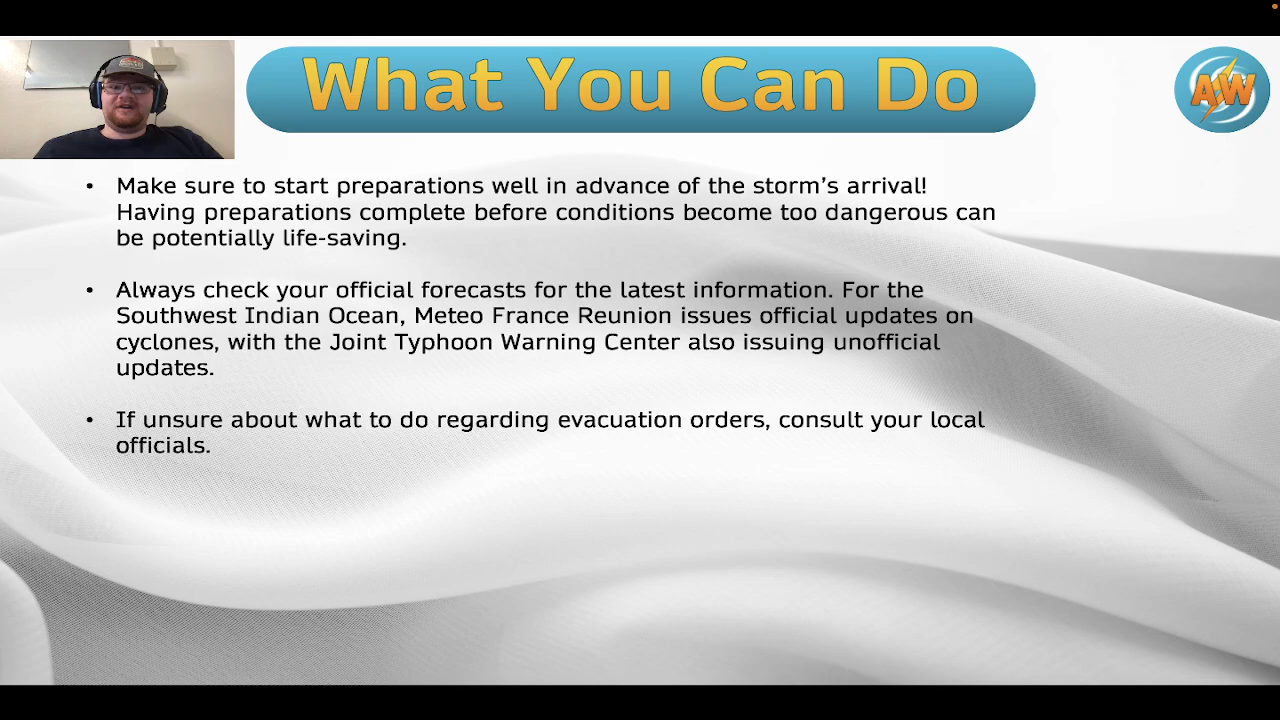 What You Can Do
AW
• Make sure to start preparations well in advance of the storm's arrival!
Having preparations complete before conditions become too dangerous can
be potentially life-saving.
• Always check your official forecasts for the latest information. For the
Southwest Indian Ocean, Meteo France Reunion issues official updates on
cyclones, with the Joint Typhoon Warning Center also issuing unofficial
updates.
• If unsure about what to do regarding evacuation orders, consult your local
officials.